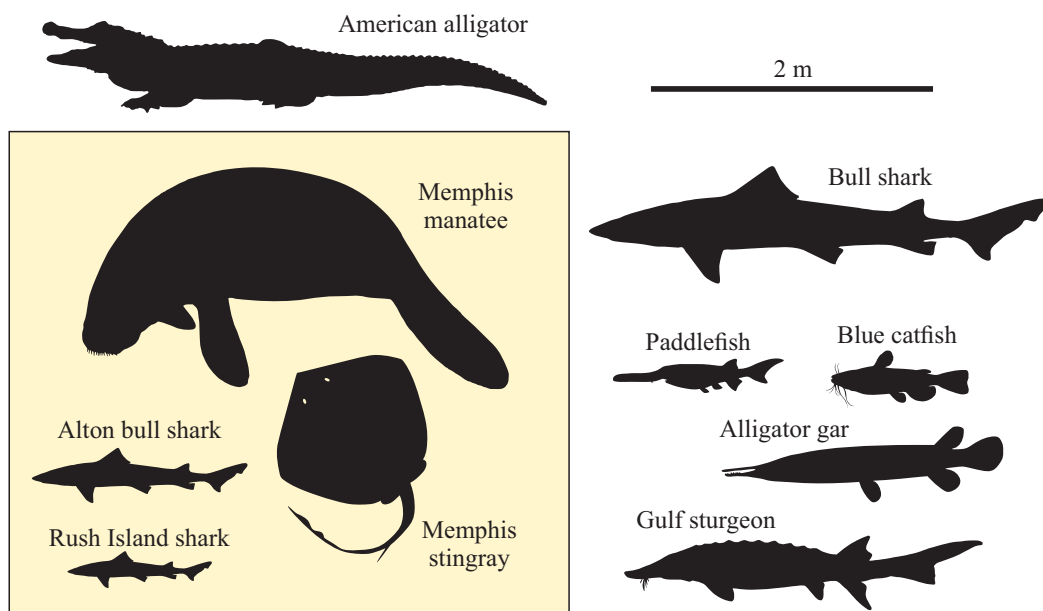 American alligator
2 m
Memphis
manatee
Bull shark
Paddlefish
Blue catfish
Alton bull shark
Alligator gar
Rush Island shark
Memphis
stingray
Gulf sturgeon